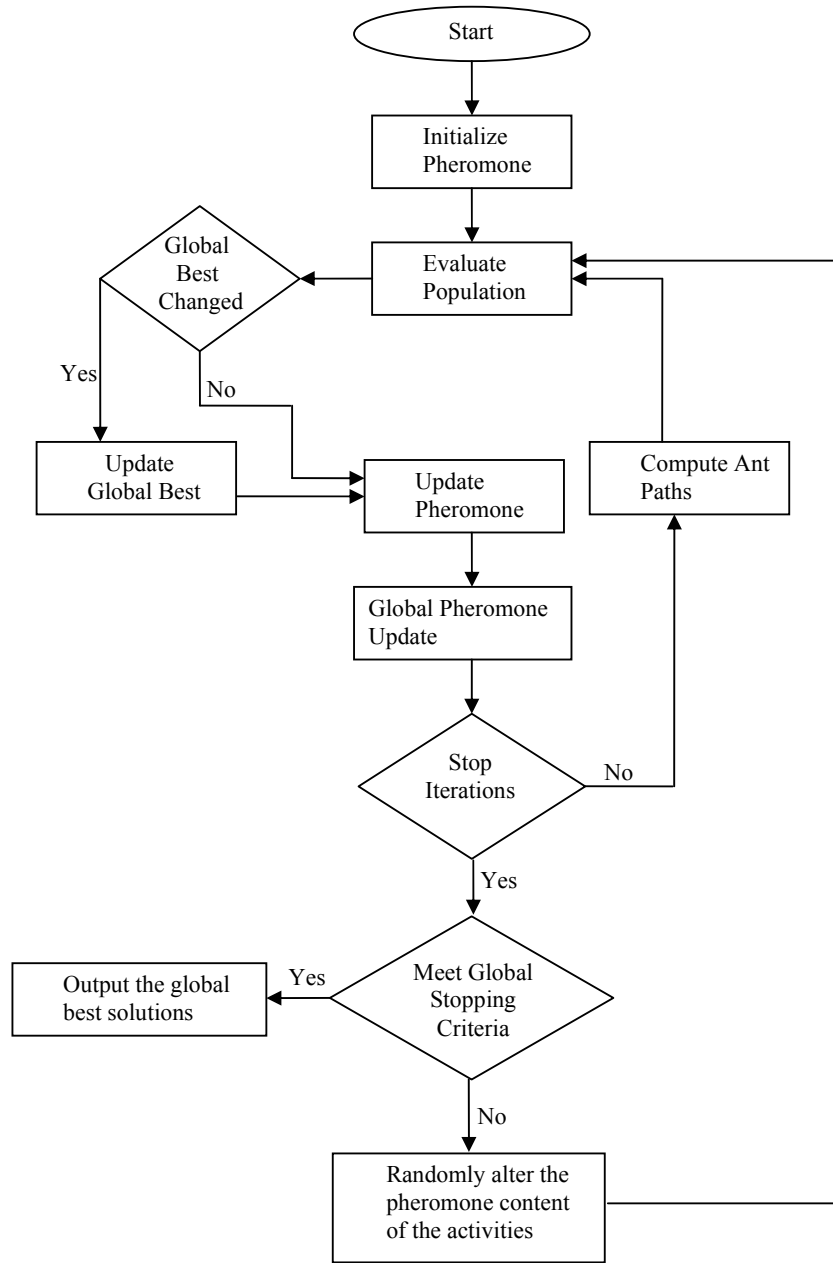 Start
Initialize
Pheromone
Global
Best
Changed
Evaluate
Population
Yes
No
Update
Global Best
Update
Pheromone
Compute Ant
Paths
Global Pheromone
Update
Stop
Iterations
No
Yes
Meet Global
Stopping
Criteria
Yes
Output the global
best solutions
No
Randomly alter the
pheromone content
of the activities